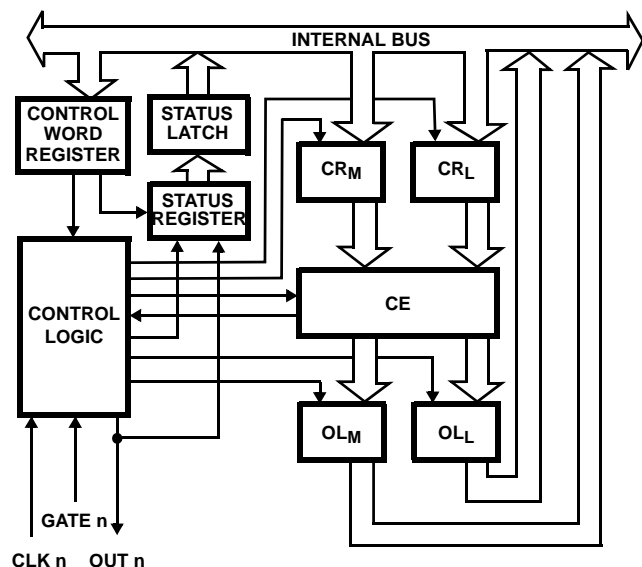 INTERNAL BUS
CONTROL
WORD
REGISTER
STATUS
LATCH
STATUS
REGISTER
CRM
CRL
CONTROL
LOGIC
CE
OLM
OLL
GATE n
CLK n
OUT n